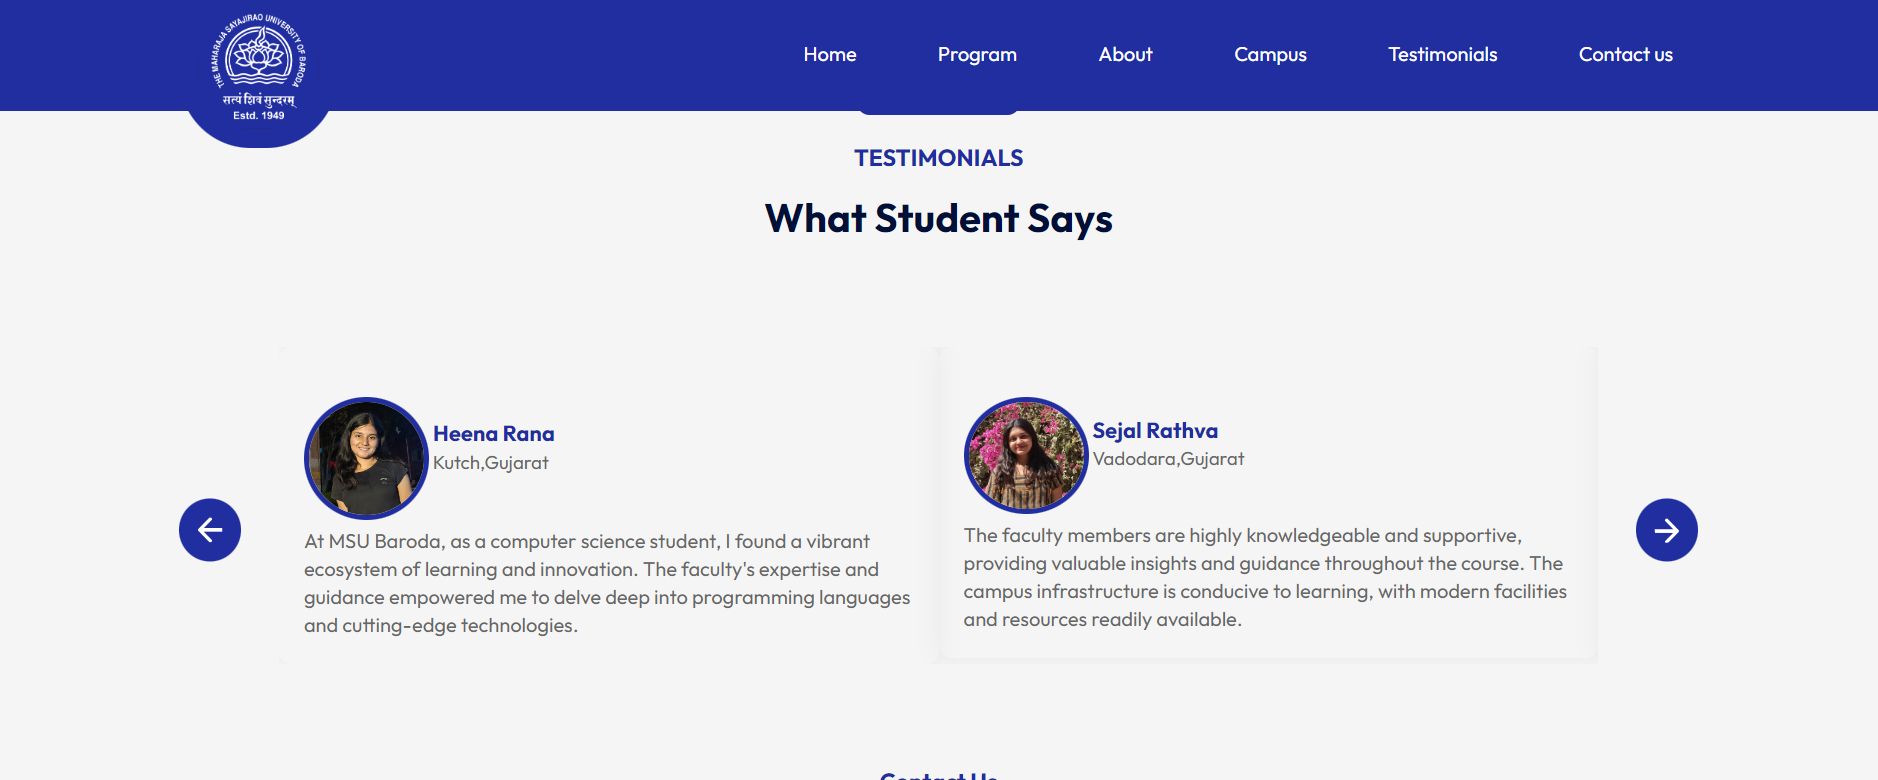 THE MAHARAJA SAYAJIRAO UNIVERSITY OF BARODA
सत्यं शिवं सुन्दरम्
Estd. 1949
Home Program About Campus Testimonials Contact us
TESTIMONIALS
What Student Says
Heena Rana
Kutch,Gujarat
At MSU Baroda, as a computer science student, I found a vibrant
ecosystem of learning and innovation. The faculty's expertise and
guidance empowered me to delve deep into programming languages
and cutting-edge technologies.
Sejal Rathva
Vadodara,Gujarat
The faculty members are highly knowledgeable and supportive,
providing valuable insights and guidance throughout the course. The
campus infrastructure is conducive to learning, with modern facilities
and resources readily available.
Contact Us